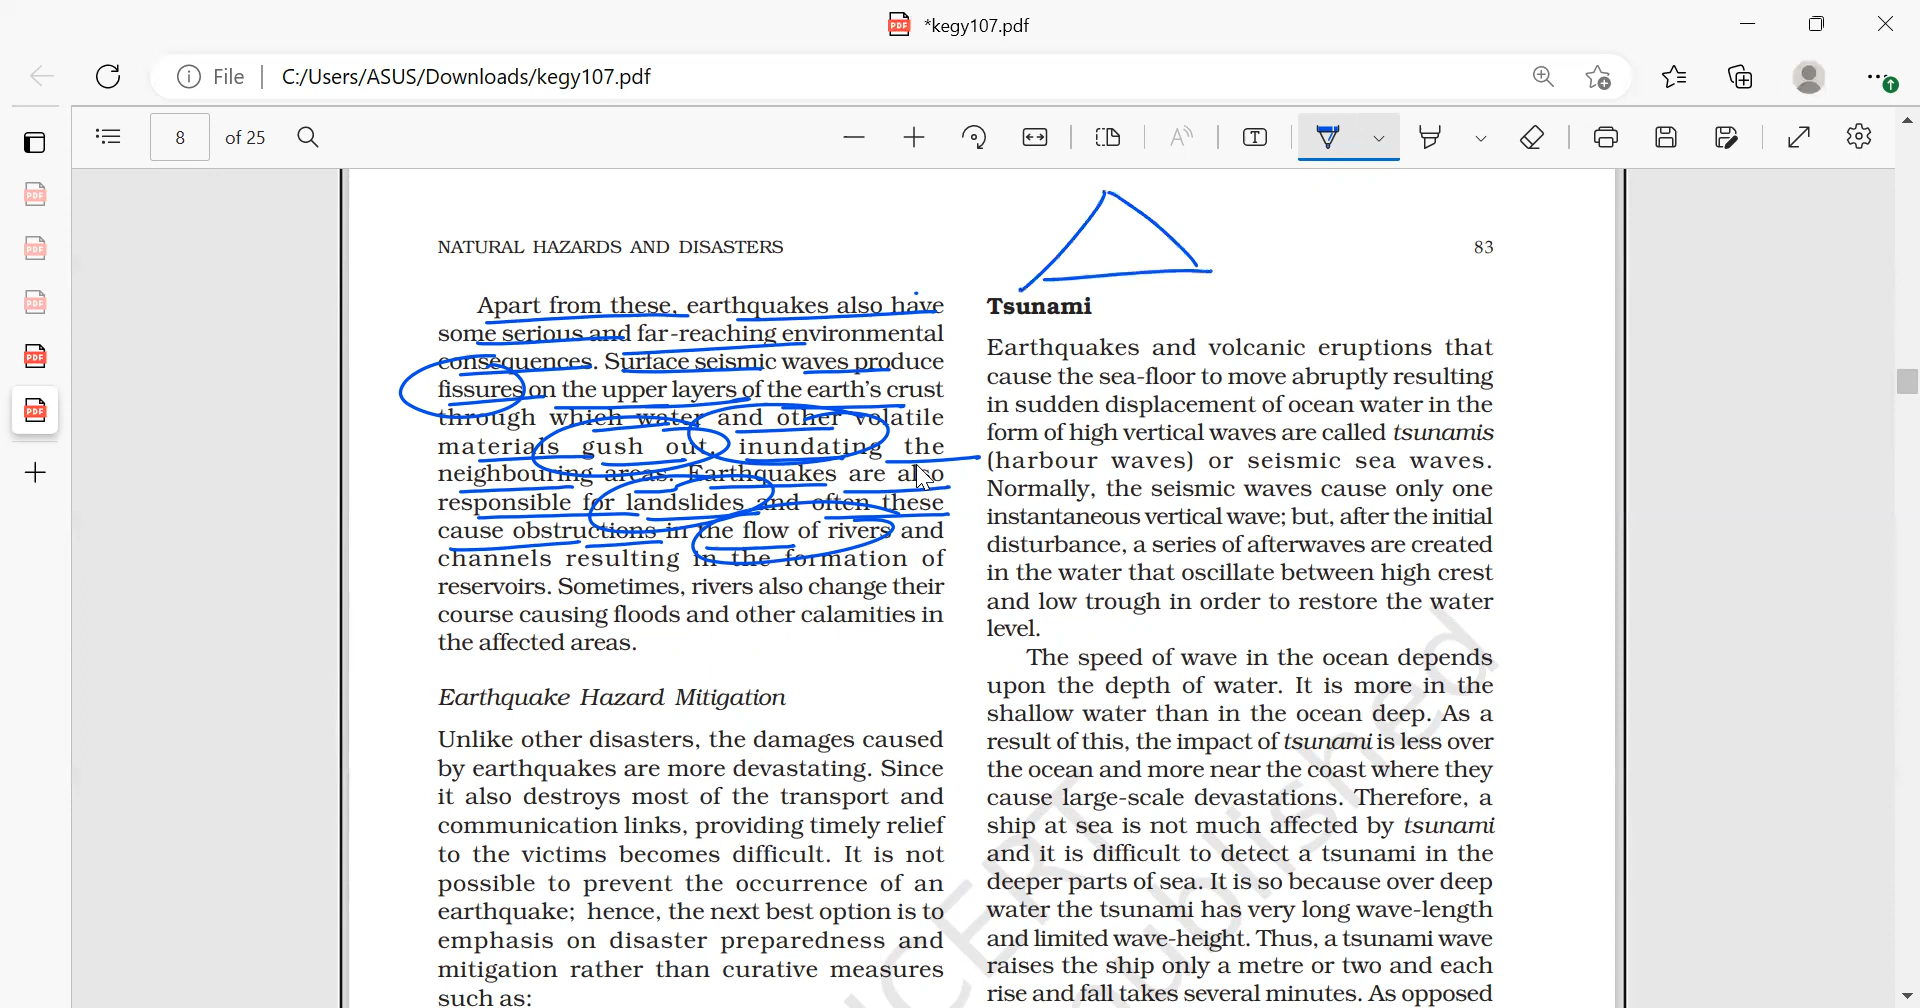 *kegy107.pdf
File
C:/Users/ASUS/Downloads/kegy107.pdf
8 of 25
NATURAL HAZARDS AND DISASTERS
83
Apart from these, earthquakes also have
some serious and far-reaching environmental
consequences. Surface seismic waves produce
fissures on the upper layers of the earth's crust
through which water and other volatile
materials gush out, inundating the
neighbouring areas. Earthquakes are also
responsible for landslides and often these
cause obstructions in the flow of rivers and
channels resulting in the formation of
reservoirs. Sometimes, rivers also change their
course causing floods and other calamities in
the affected areas.
Earthquake Hazard Mitigation
Unlike other disasters, the damages caused
by earthquakes are more devastating. Since
it also destroys most of the transport and
communication links, providing timely relief
to the victims becomes difficult. It is not
possible to prevent the occurrence of an
earthquake; hence, the next best option is to
emphasis on disaster preparedness and
mitigation rather than curative measures
such as:
Tsunami
Earthquakes and volcanic eruptions that
cause the sea-floor to move abruptly resulting
in sudden displacement of ocean water in the
form of high vertical waves are called tsunamis
(harbour waves) or seismic sea waves.
Normally, the seismic waves cause only one
instantaneous vertical wave; but, after the initial
disturbance, a series of afterwaves are created
in the water that oscillate between high crest
and low trough in order to restore the water
level.
The speed of wave in the ocean depends
upon the depth of water. It is more in the
shallow water than in the ocean deep. As a
result of this, the impact of tsunami is less over
the ocean and more near the coast where they
cause large-scale devastations. Therefore, a
ship at sea is not much affected by tsunami
and it is difficult to detect a tsunami in the
deeper parts of sea. It is so because over deep
water the tsunami has very long wave-length
and limited wave-height. Thus, a tsunami wave
raises the ship only a metre or two and each
rise and fall takes several minutes. As opposed